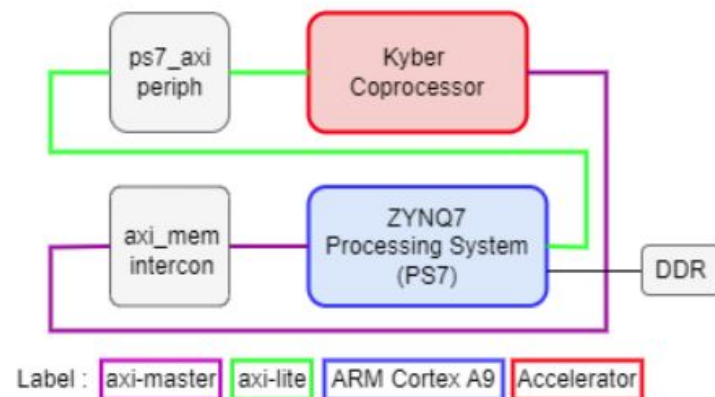 ps7_axi
periph
Kyber
Coprocessor
axi_mem
intercon
ZYNQ7
Processing System
(PS7)
DDR
Label : axi-master axi-lite ARM Cortex A9 Accelerator